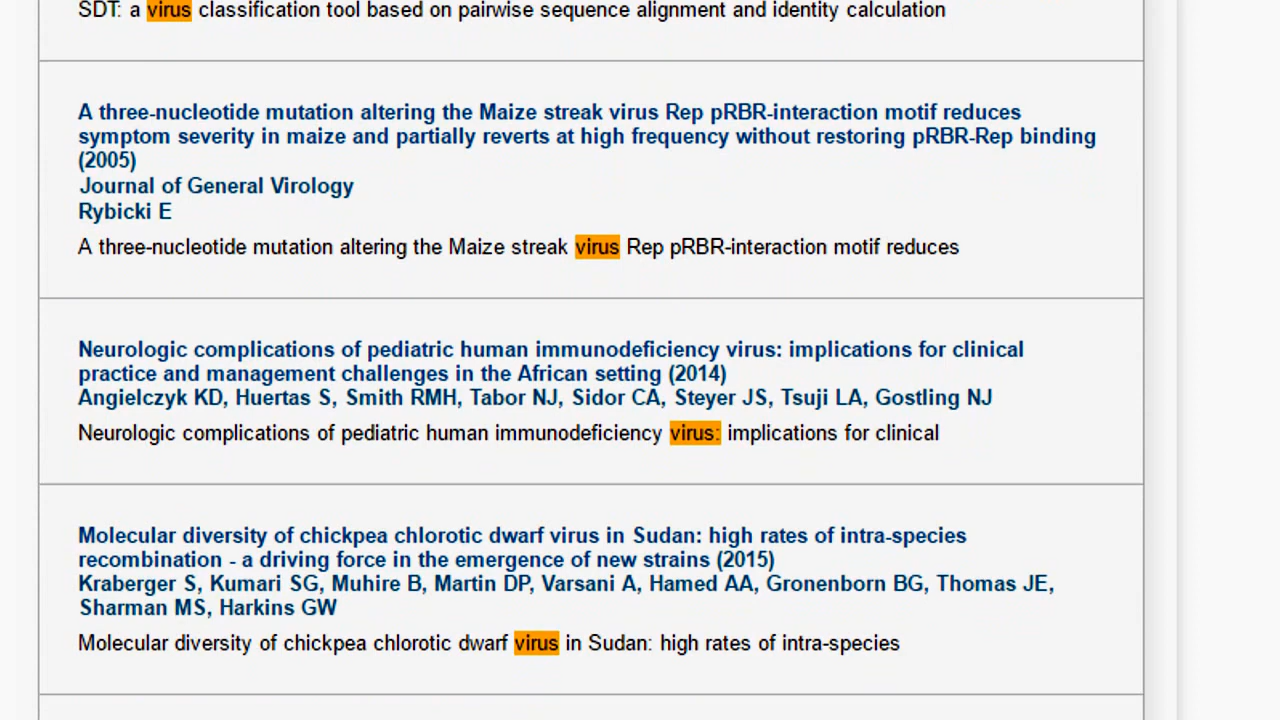 SDT: a virus classification tool based on pairwise sequence alignment and identity calculation
A three-nucleotide mutation altering the Maize streak virus Rep pRBR-interaction motif reduces
symptom severity in maize and partially reverts at high frequency without restoring pRBR-Rep binding
(2005)
Journal of General Virology
Rybicki E
A three-nucleotide mutation altering the Maize streak virus Rep pRBR-interaction motif reduces
Neurologic complications of pediatric human immunodeficiency virus: implications for clinical
practice and management challenges in the African setting (2014)
Angielczyk KD, Huertas S, Smith RMH, Tabor NJ, Sidor CA, Steyer JS, Tsuji LA, Gostling NJ
Neurologic complications of pediatric human immunodeficiency virus: implications for clinical
Molecular diversity of chickpea chlorotic dwarf virus in Sudan: high rates of intra-species
recombination - a driving force in the emergence of new strains (2015)
Kraberger S, Kumari SG, Muhire B, Martin DP, Varsani A, Hamed AA, Gronenborn BG, Thomas JE,
Sharman MS, Harkins GW
Molecular diversity of chickpea chlorotic dwarf virus in Sudan: high rates of intra-species